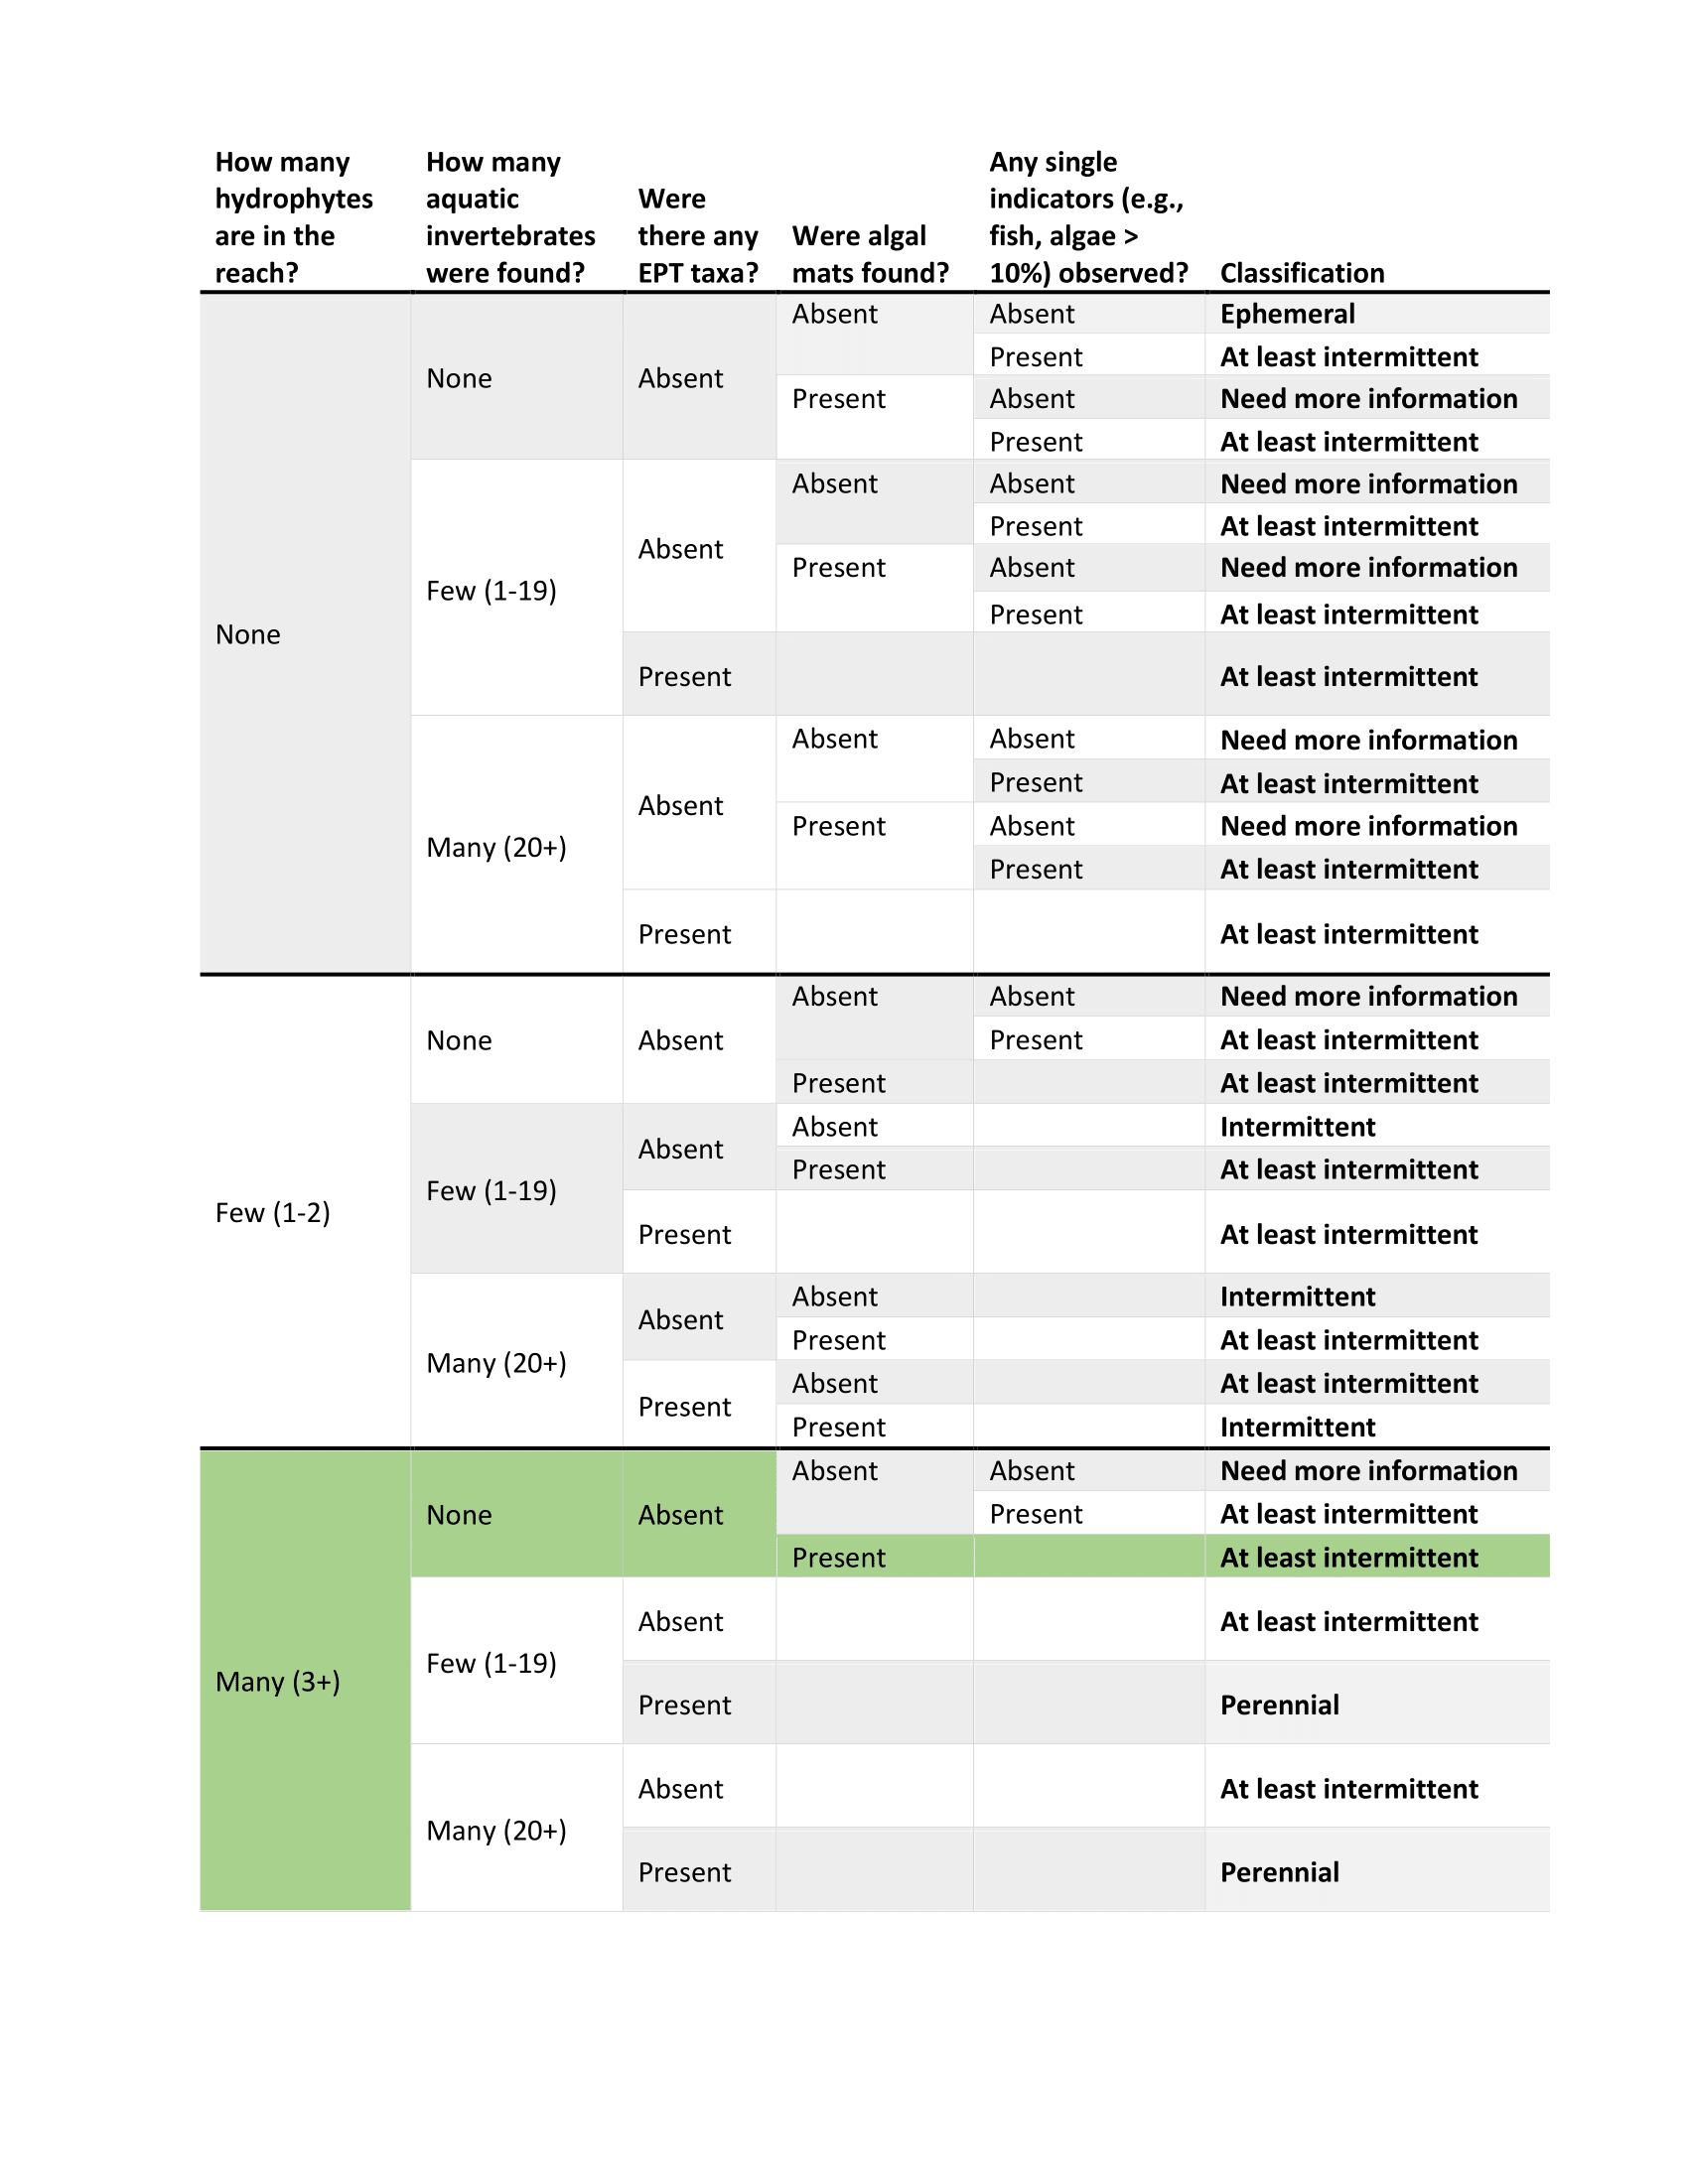 How many
hydrophytes
are in the
reach?
How many
aquatic
invertebrates
were found?
Were
there any
EPT taxa?
Were algal
mats found?
Any single
indicators (e.g.,
fish, algae >
10%) observed?
Classification
None
None
Absent
Absent
Absent
Ephemeral
Present
At least intermittent
Present
Absent
Need more information
Present
At least intermittent
Few (1-19)
Absent
Absent
Absent
Need more information
Present
At least intermittent
Present
Absent
Need more information
Present
At least intermittent
Present
At least intermittent
Many (20+)
Absent
Absent
Absent
Need more information
Present
At least intermittent
Present
Absent
Need more information
Present
At least intermittent
Present
At least intermittent
Few (1-2)
None
Absent
Absent
Absent
Need more information
Present
At least intermittent
Present
At least intermittent
Few (1-19)
Absent
Absent
Intermittent
Present
At least intermittent
Present
At least intermittent
Many (20+)
Absent
Absent
Intermittent
Present
At least intermittent
Present
Absent
At least intermittent
Present
Intermittent
Many (3+)
None
Absent
Absent
Absent
Need more information
Present
At least intermittent
Present
At least intermittent
Few (1-19)
Absent
At least intermittent
Present
Perennial
Many (20+)
Absent
At least intermittent
Present
Perennial